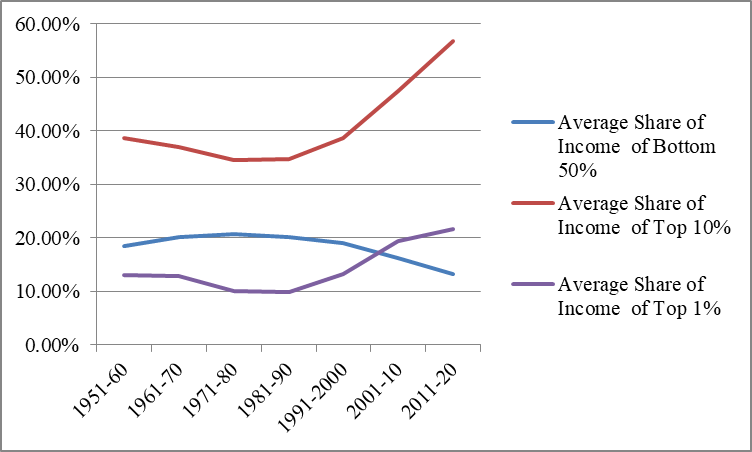 60.00%
50.00%
40.00%
30.00%
20.00%
10.00%
0.00%
1951-60
1961-70
1971-80
1981-90
1991-2000
2001-10
2011-20
Average Share of
Income of Bottom
50%
Average Share of
Income of Top 10%
Average Share of
Income of Top 1%